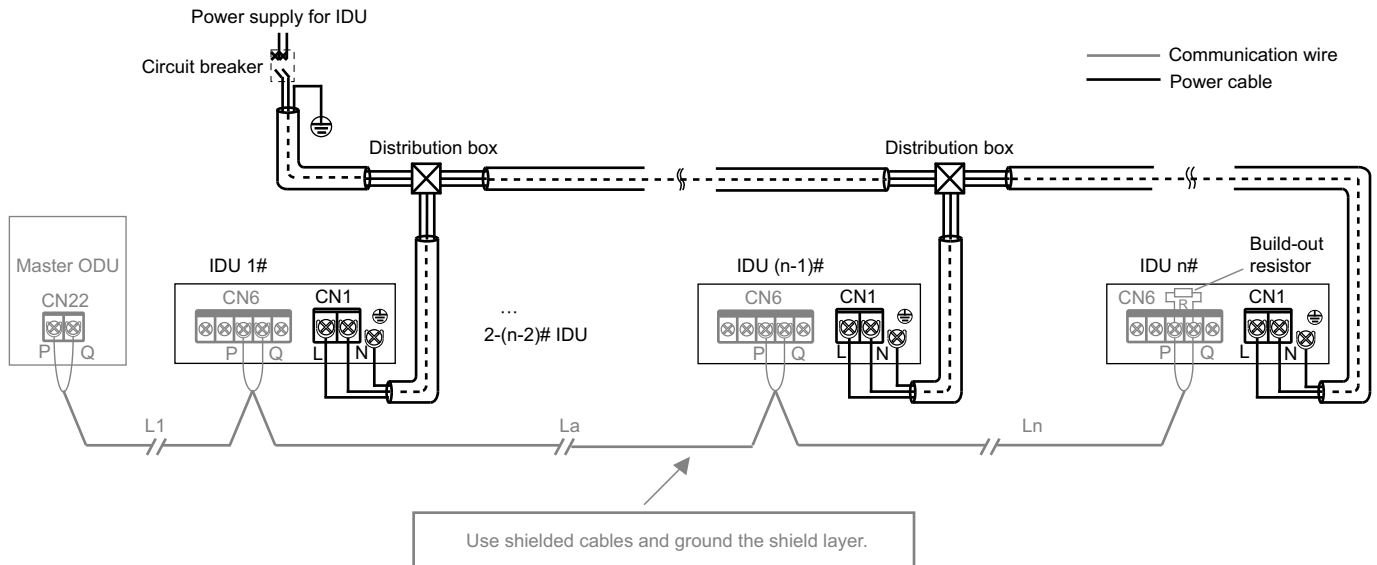 Power supply for IDU
Circuit breaker
Communication wire
Power cable
Distribution box
Distribution box
Master ODU
CN22
P Q
IDU 1#
CN6 CN1
P Q L N
...
2-(n-2)# IDU
IDU (n-1)#
CN6 CN1
P Q L N
IDU n#
Build-out
resistor
CN6 R CN1
P Q L N
L1
La
Ln
Use shielded cables and ground the shield layer.